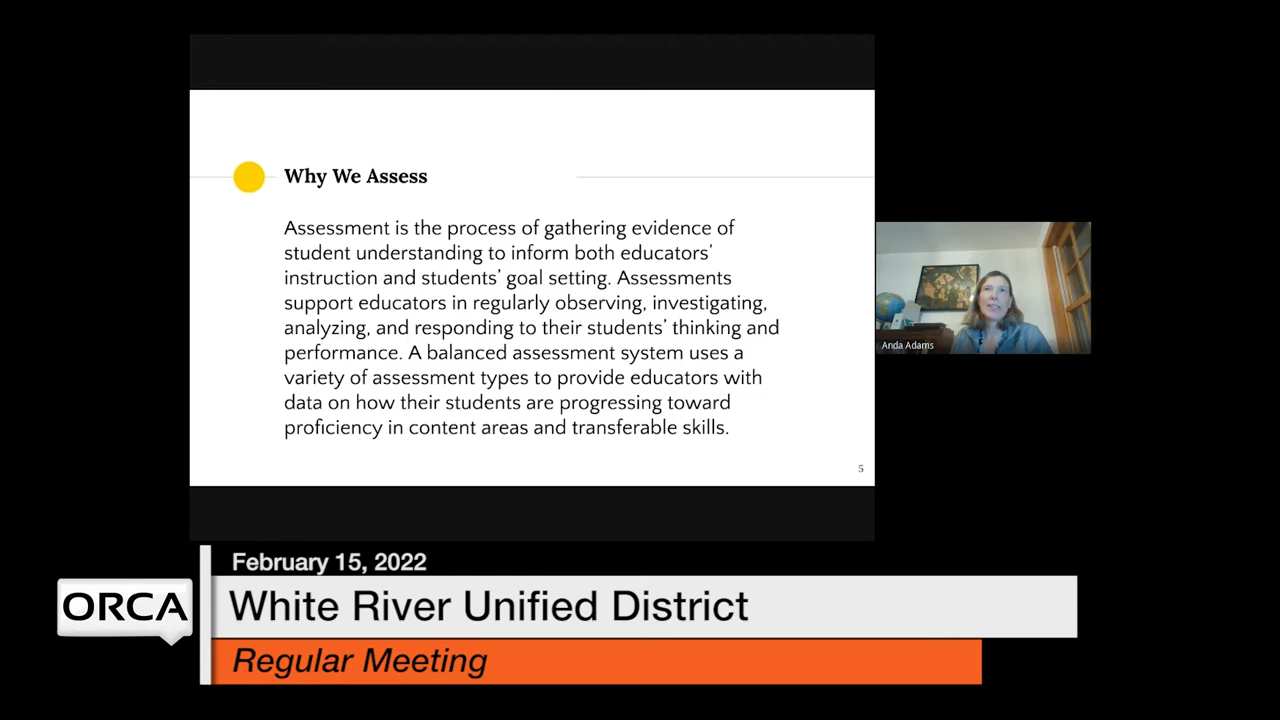 Why We Assess
Assessment is the process of gathering evidence of
student understanding to inform both educators'
instruction and students' goal setting. Assessments
support educators in regularly observing, investigating,
analyzing, and responding to their students' thinking and
performance. A balanced assessment system uses a
variety of assessment types to provide educators with
data on how their students are progressing toward
proficiency in content areas and transferable skills.
5
Anda Adams
February 15, 2022
ORCA
White River Unified District
Regular Meeting